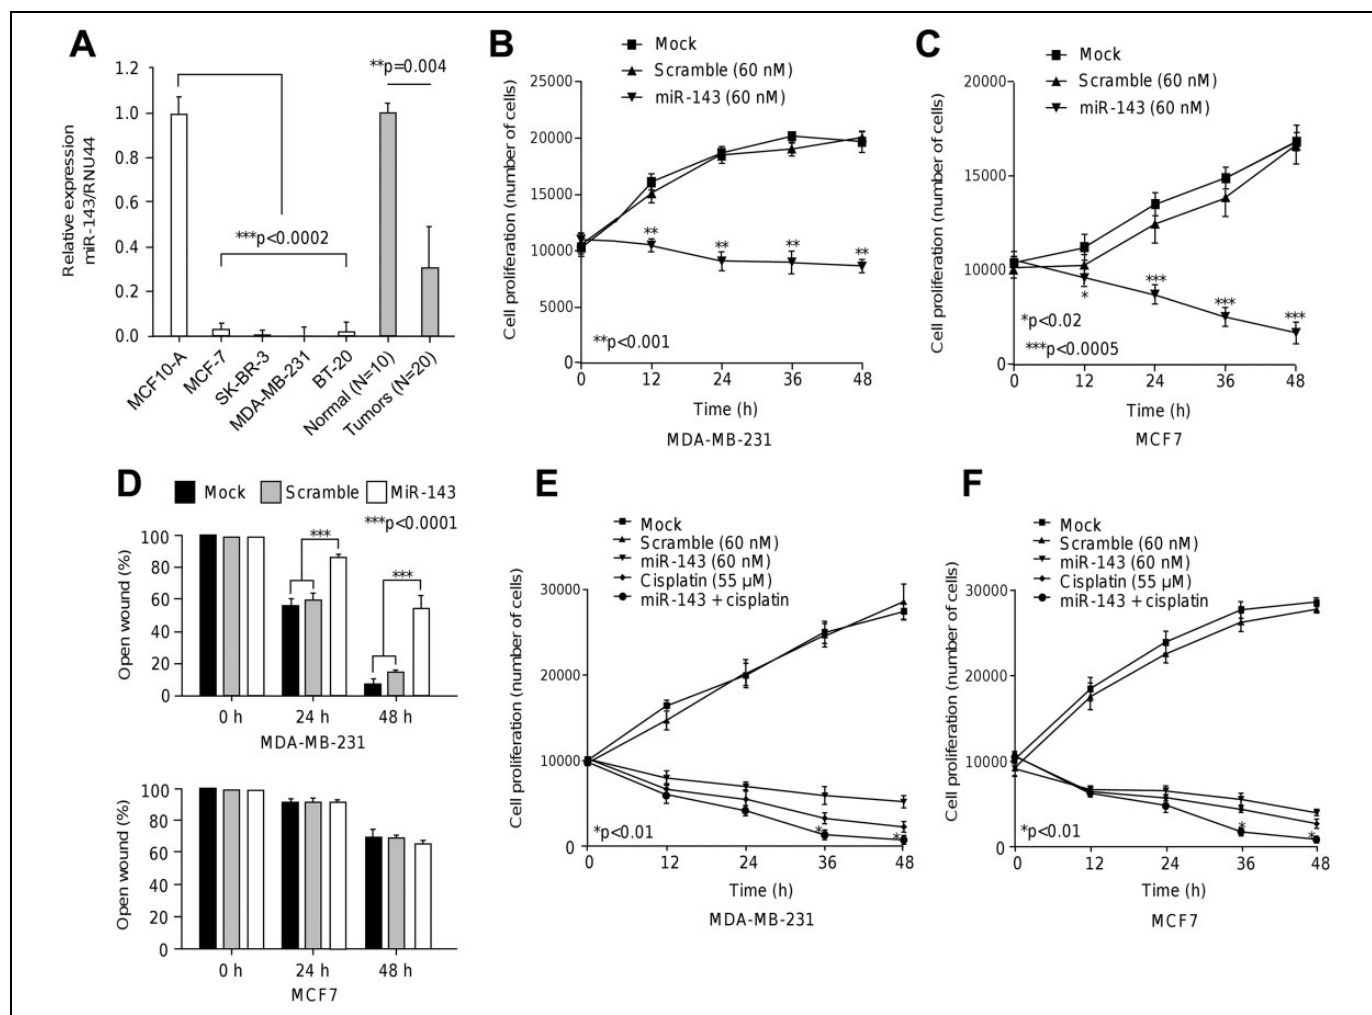 A
**p=0.004
1.2
1.0
0.8
0.6
0.4
0.2
0.0
Relative expression
miR-143/RNU44
***p<0.0002
MCF10-A
MCF-7
SK-BR-3
MDA-MB-231
BT-20
Normal (N=10)
Tumors (N=20)
B
Mock
Scramble (60 nM)
miR-143 (60 nM)
25000
20000
15000
10000
5000
0
Cell proliferation (number of cells)
** ** ** **
**p<0.001
0 12 24 36 48
Time (h)
MDA-MB-231
C
Mock
Scramble (60 nM)
miR-143 (60 nM)
20000
15000
10000
0
Cell proliferation (number of cells)
* *** *** ***
*p<0.02
***p<0.0005
0 12 24 36 48
Time (h)
MCF7
D
Mock Scramble MiR-143
***p<0.0001
100
80
60
40
20
0
Open wound (%)
***
***
0 h 24 h 48 h
MDA-MB-231
100
80
60
40
20
0
Open wound (%)
0 h 24 h 48 h
MCF7
E
Mock
Scramble (60 nM)
miR-143 (60 nM)
Cisplatin (55 µM)
miR-143 + cisplatin
30000
20000
10000
0
Cell proliferation (number of cells)
* *
*p<0.01
0 12 24 36 48
Time (h)
MDA-MB-231
F
Mock
Scramble (60 nM)
miR-143 (60 nM)
Cisplatin (55 µM)
miR-143 + cisplatin
30000
20000
10000
0
Cell proliferation (number of cells)
* *
*p<0.01
0 12 24 36 48
Time (h)
MCF7